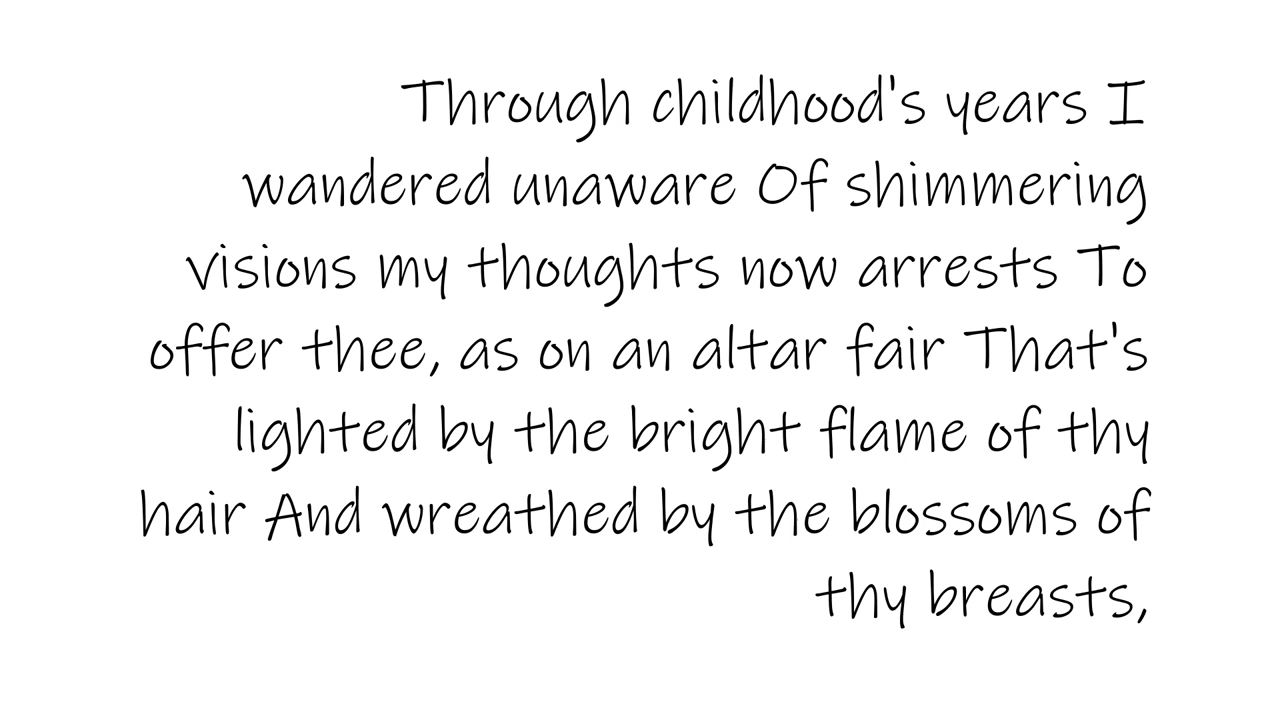 Through childhood's years I
wandered unaware Of shimmering
visions my thoughts now arrests To
offer thee, as on an altar fair That's
lighted by the bright flame of thy
hair And wreathed by the blossoms of
thy breasts,